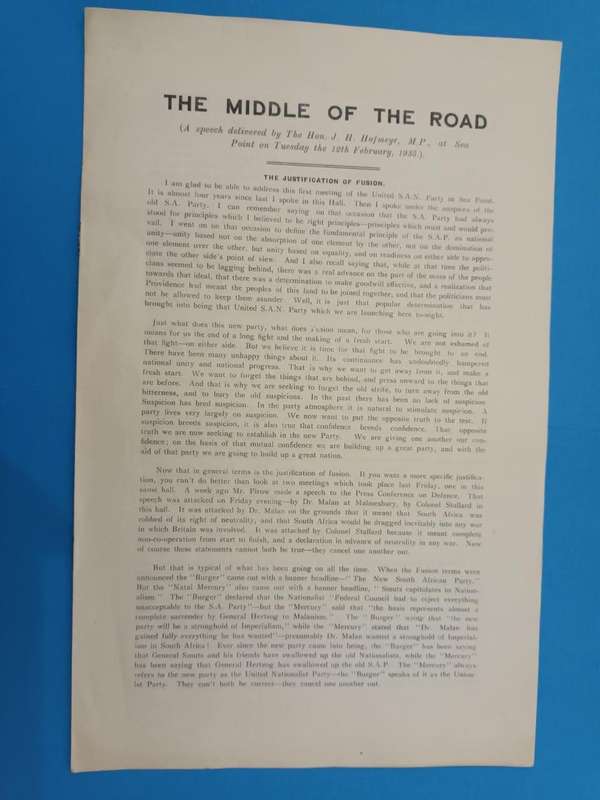 THE MIDDLE OF THE ROAD
(A speech delivered by The Hon. J. H. Hofmeyr, M.P., at Sea
Point on Tuesday the 12th February, 1935.).
THE JUSTIFICATION OF FUSION.
I am glad to be able to address this first meeting of the United S.A.N. Party in Sea Point.
It is almost four years since last I spoke in this Hall. Then I spoke under the auspices of the
old S.A. Party. I can remember saying on that occasion that the S.A. Party had always
stood for principles which I believed to be right principles—principles which must and would pre-
vail. I went on on that occasion to define the fundamental principle of the S.A.P. as national
unity—unity based not on the absorption of one element by the other, not on the domination of
one element over the other, but unity based on equality, and on readiness on either side to appre-
ciate the other side's point of view. And I also recall saying that, while at that time the politi-
cians seemed to be lagging behind, there was a real advance on the part of the mass of the people
towards that ideal, that there was a determination to make goodwill effective, and a realisation that
Providence had meant the peoples of this land to be joined together, and that the politicians must
not be allowed to keep them asunder. Well, it is just that popular determination that has
brought into being that United S.A.N. Party which we are launching here to-night.
Just what does this new party, what does fusion mean, for those who are going into it? It
means for us the end of a long fight and the making of a fresh start. We are not ashamed of
that fight—on either side. But we believe it is time for that fight to be brought to an end.
There have been many unhappy things about it. Its continuance has undoubtedly hampered
national unity and national progress. That is why we want to get away from it, and make a
fresh start. We want to forget the things that are behind, and press onward to the things that
are before. And that is why we are seeking to forget the old strife, to turn away from the old
bitterness, and to bury the old suspicions. In the past there has been no lack of suspicion.
Suspicion has bred suspicion. In the party atmosphere it is natural to stimulate suspicion. A
party lives very largely on suspicion. We now want to put the opposite truth to the test. If
suspicion breeds suspicion, it is also true that confidence breeds confidence. That opposite
truth we are now seeking to establish in the new Party. We are giving one another our con-
fidence; on the basis of that mutual confidence we are building up a great party, and with the
aid of that party we are going to build up a great nation.
Now that in general terms is the justification of fusion. If you want a more specific justifica-
tion, you can't do better than look at two meetings which took place last Friday, one in this
same hall. A week ago Mr. Pirow made a speech to the Press Conference on Defence. That
speech was attacked on Friday evening—by Dr. Malan at Malmesbury, by Colonel Stallard in
this hall. It was attacked by Dr. Malan on the grounds that it meant that South Africa was
robbed of its right of neutrality, and that South Africa would be dragged inevitably into any war
in which Britain was involved. It was attacked by Colonel Stallard because it meant complete
non-co-operation from start to finish, and a declaration in advance of neutrality in any war. Now
of course these statements cannot both be true—they cancel one another out.
But that is typical of what has been going on all the time. When the Fusion terms were
announced the "Burger" came out with a banner headline—"The New South African Party."
But the "Natal Mercury" also came out with a banner headline, "Smuts capitulates to Nation-
alism." The "Burger" declared that the Nationalist "Federal Council had to reject everything
unacceptable to the S.A. Party"—but the "Mercury" said that "the basis represents almost a
complete surrender by General Hertzog to Malanism." The "Burger" wrote that "the new
party will be a stronghold of Imperialism," while the "Mercury" stated that "Dr. Malan has
gained fully everything he has wanted"—presumably Dr. Malan wanted a stronghold of Imperial-
ism in South Africa! Ever since the new party came into being, the "Burger" has been saying
that General Smuts and his friends have swallowed up the old Nationalists, while the "Mercury"
has been saying that General Hertzog has swallowed up the old S.A.P. The "Mercury" always
refers to the new party as the United Nationalist Party—the "Burger" speaks of it as the Union-
ist Party. They can't both be correct—they cancel one another out.